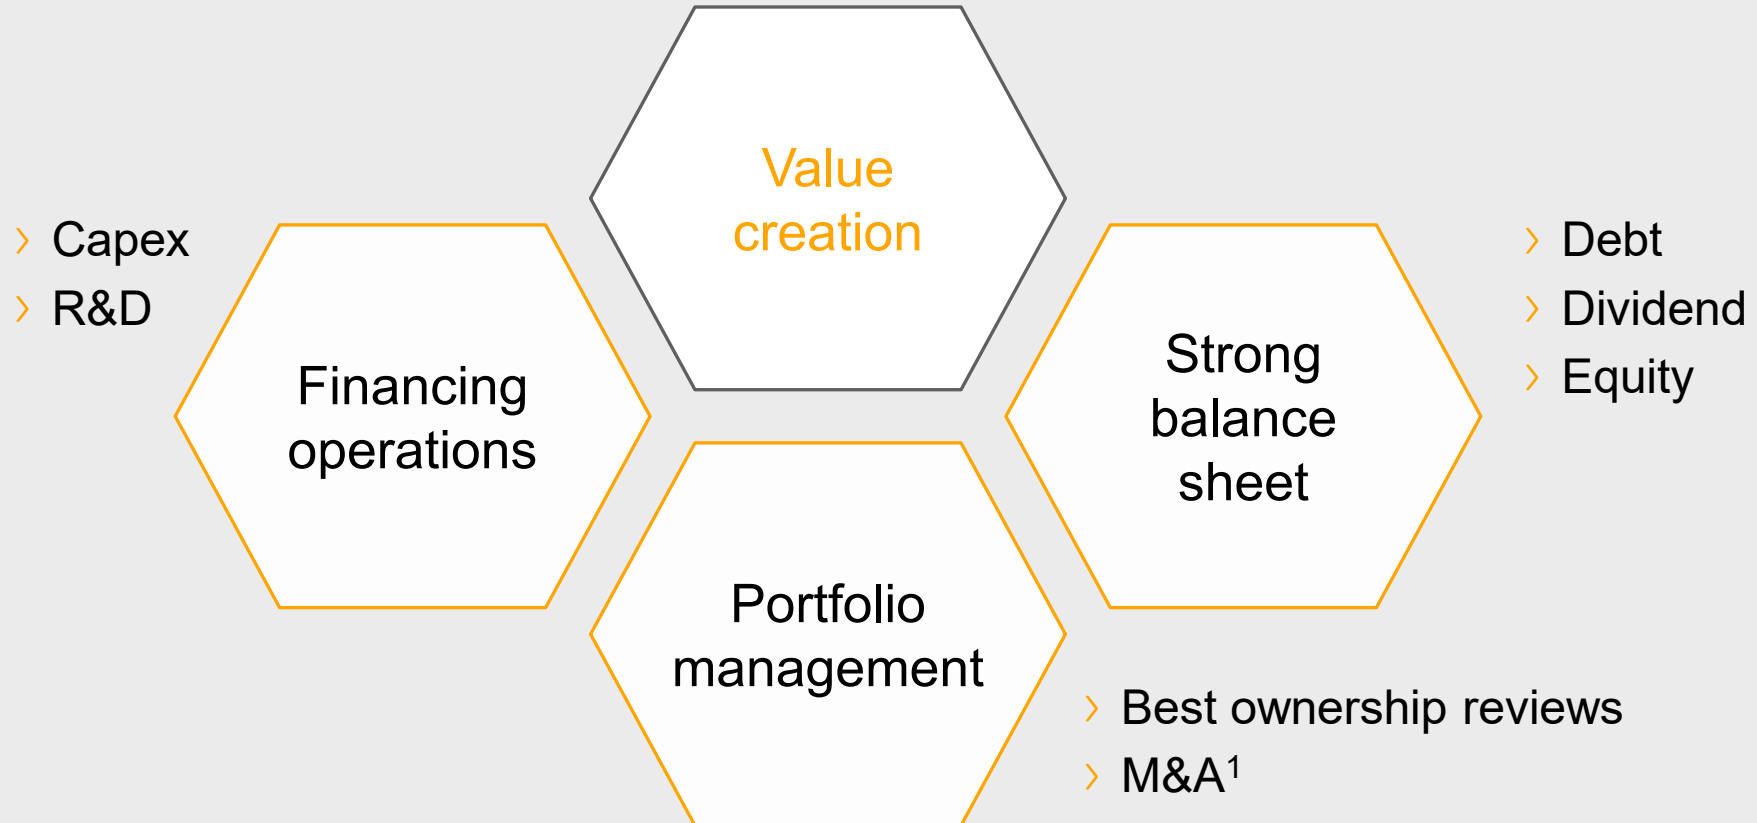 Value
creation
› Capex
› R&D
Financing
operations
Strong
balance
sheet
› Debt
› Dividend
› Equity
Portfolio
management
› Best ownership reviews
› M&A¹